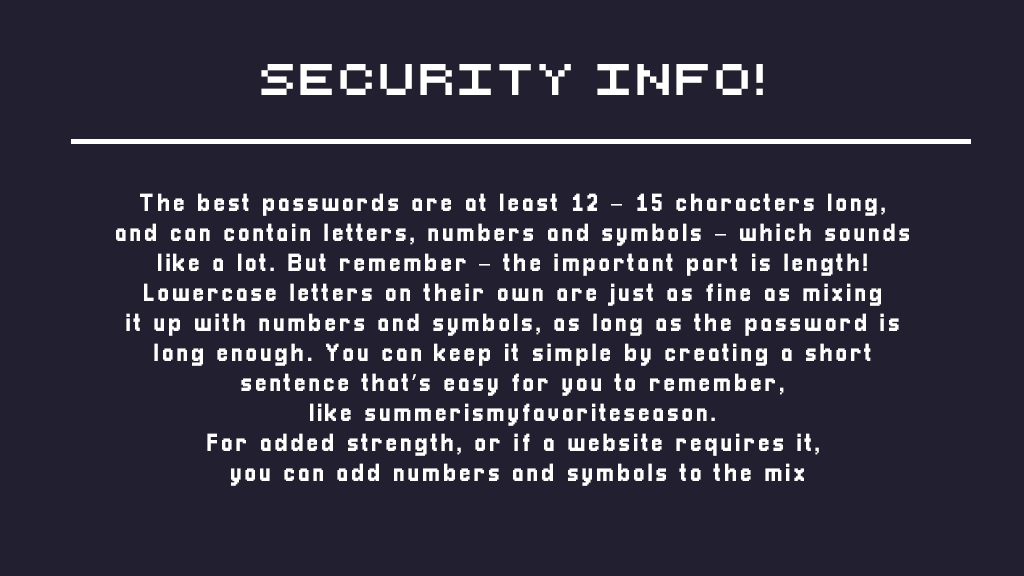 SECURITY INFO!
The best passwords are at least 12 – 15 characters long,
and can contain letters, numbers and symbols – which sounds
like a lot. But remember – the important part is length!
Lowercase letters on their own are just as fine as mixing
it up with numbers and symbols, as long as the password is
long enough. You can keep it simple by creating a short
sentence that's easy for you to remember,
like summerismyfavoriteseason.
For added strength, or if a website requires it,
you can add numbers and symbols to the mix